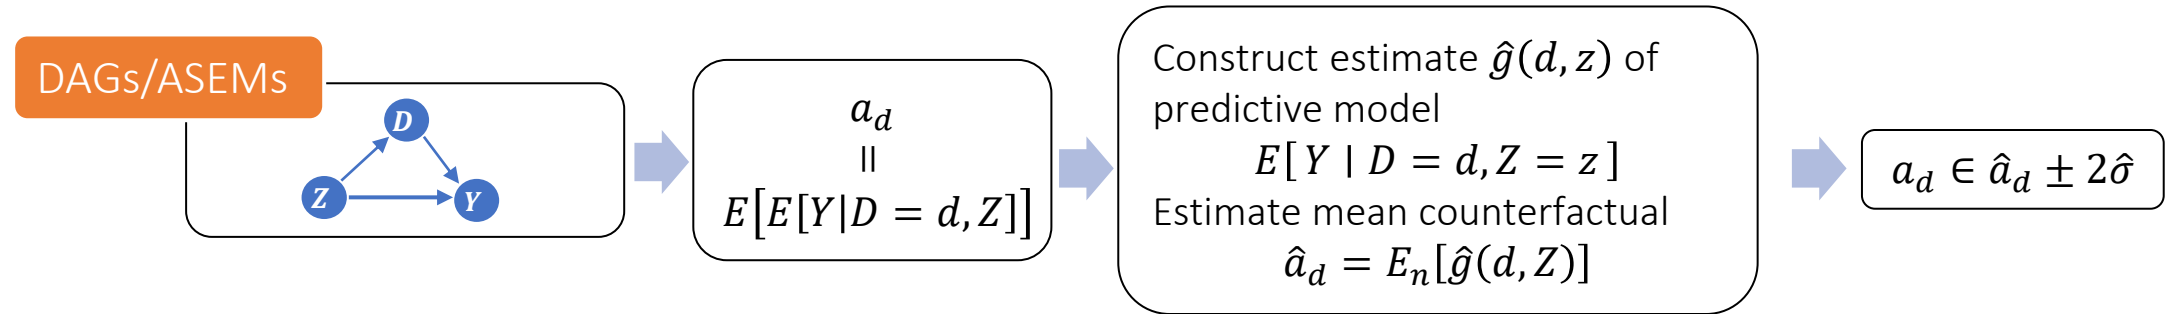 DAGs/ASEMs
D
Z
Y
a_d
=
E[E[Y|D = d, Z]]
Construct estimate ĝ(d, z) of
predictive model
E[ Y ∣ D = d, Z = z ]
Estimate mean counterfactual
â_d = E_n[ĝ(d, Z)]
a_d ∈ â_d ± 2σ̂